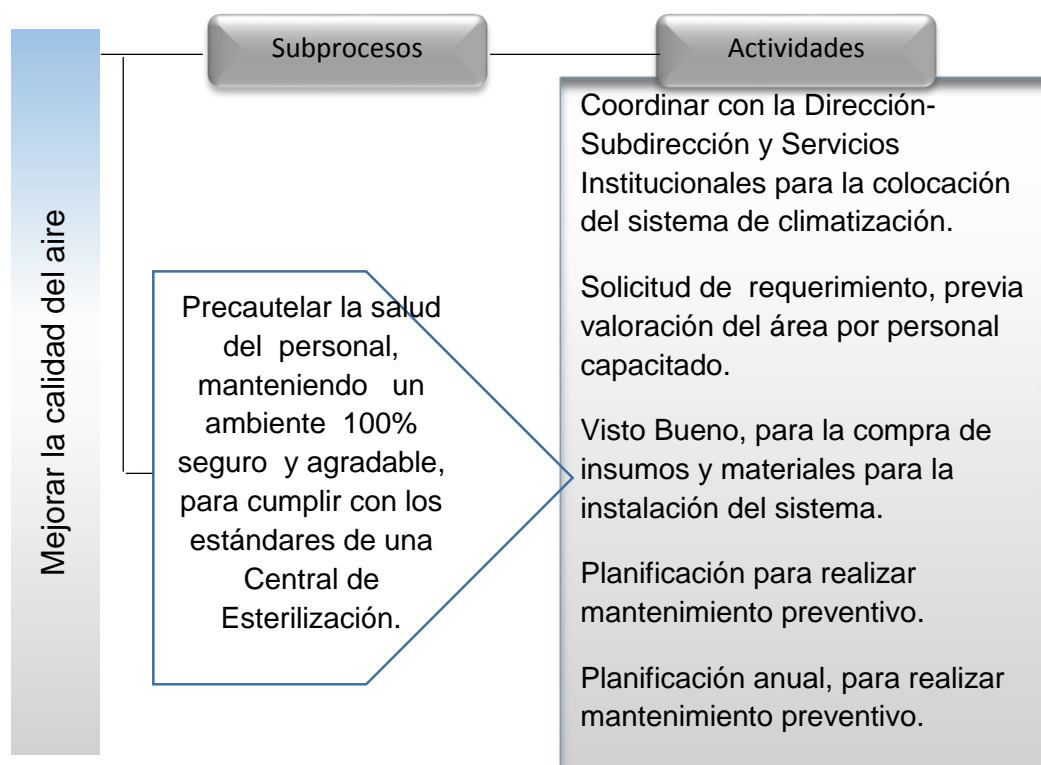 Subprocesos
Actividades
Mejorar la calidad del aire
Precautelar la salud
del personal,
manteniendo un
ambiente 100%
seguro y agradable,
para cumplir con los
estándares de una
Central de
Esterilización.
Coordinar con la Dirección-
Subdirección y Servicios
Institucionales para la colocación
del sistema de climatización.
Solicitud de requerimiento, previa
valoración del área por personal
capacitado.
Visto Bueno, para la compra de
insumos y materiales para la
instalación del sistema.
Planificación para realizar
mantenimiento preventivo.
Planificación anual, para realizar
mantenimiento preventivo.